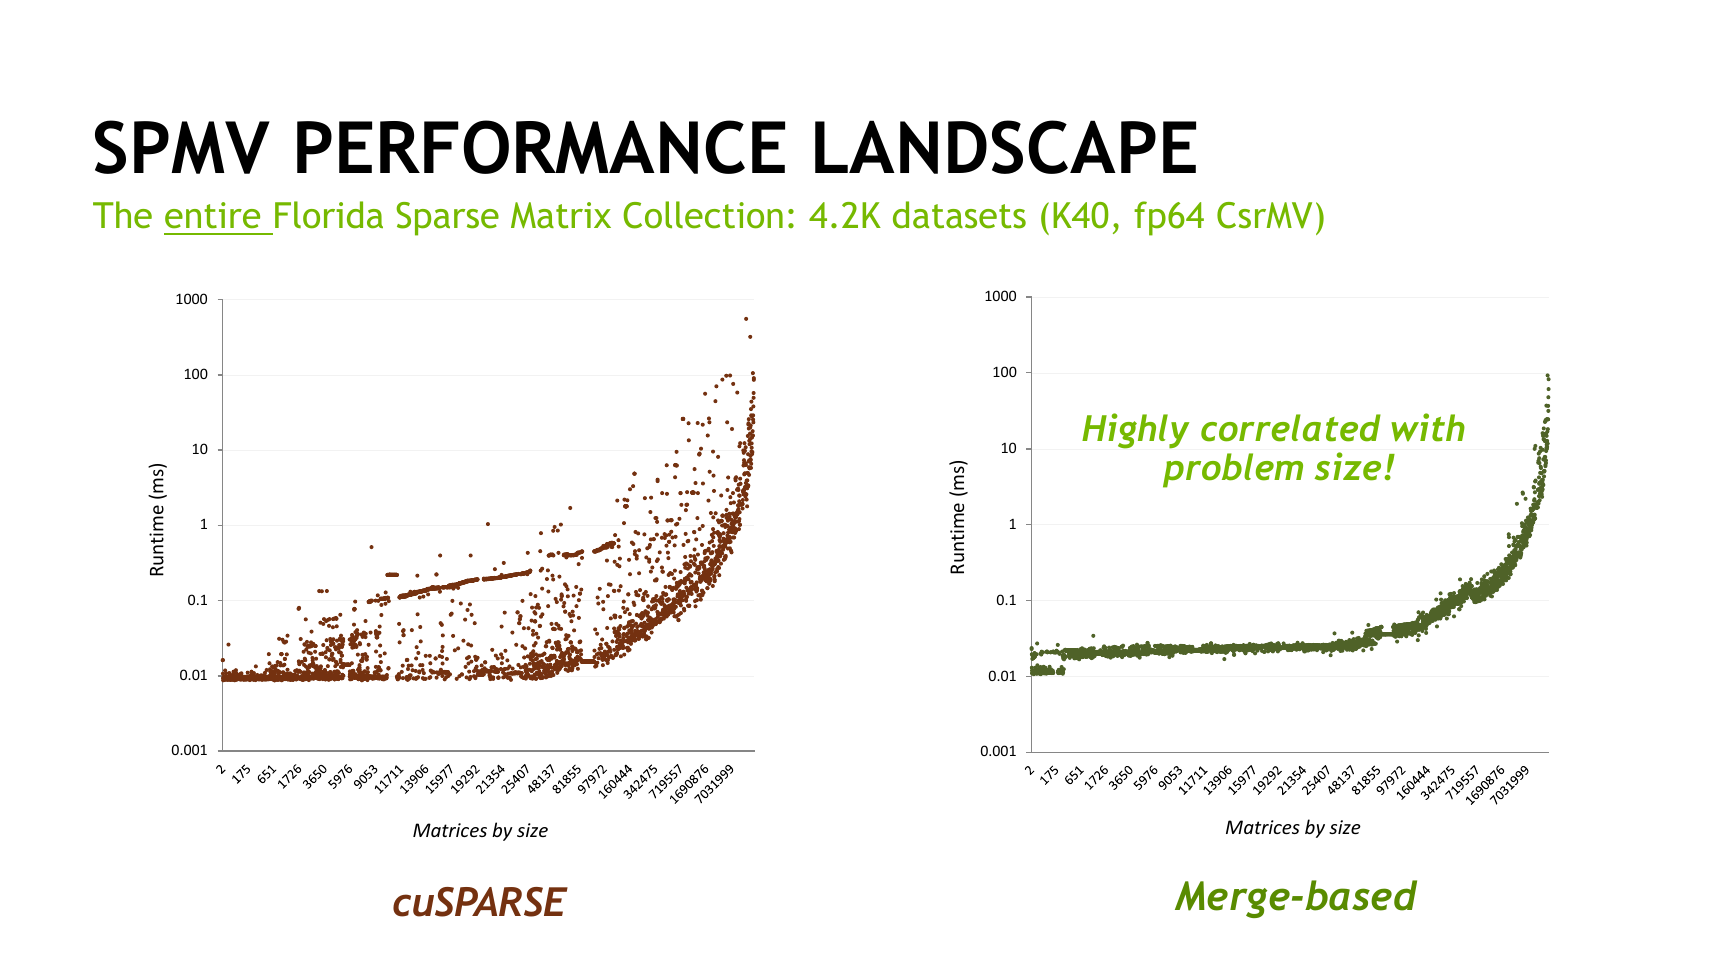 SPMV PERFORMANCE LANDSCAPE
The entire Florida Sparse Matrix Collection: 4.2K datasets (K40, fp64 CsrMV)
1000
100
10
1
0.1
0.01
0.001
Runtime (ms)
2 175 651 1726 3650 5976 9053 11711 13906 15977 19292 21354 25407 48137 81855 97972 160444 342475 719557 1690876 7031999
Matrices by size
cuSPARSE
1000
100
10
1
0.1
0.01
0.001
Runtime (ms)
Highly correlated with
problem size!
2 175 651 1726 3650 5976 9053 11711 13906 15977 19292 21354 25407 48137 81855 97972 160444 342475 719557 1690876 7031999
Matrices by size
Merge-based